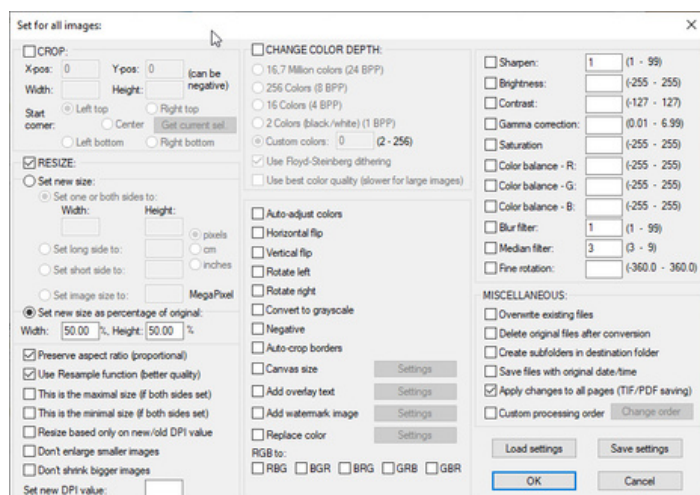 Set for all images:
CROP:
X-pos: 0 Y-pos: 0 (can be negative)
Width: Height:
Start corner:
Left top Right top
Center Get current sel.
Left bottom Right bottom
RESIZE:
Set new size:
Set one or both sides to:
Width: Height:
pixels
cm
inches
Set long side to:
Set short side to:
Set image size to: MegaPixel
Set new size as percentage of original:
Width: 50.00 %, Height: 50.00 %
Preserve aspect ratio (proportional)
Use Resample function (better quality)
This is the maximal size (if both sides set)
This is the minimal size (if both sides set)
Resize based only on new/old DPI value
Don't enlarge smaller images
Don't shrink bigger images
Set new DPI value:
CHANGE COLOR DEPTH:
16,7 Million colors (24 BPP)
256 Colors (8 BPP)
16 Colors (4 BPP)
2 Colors (black/white) (1 BPP)
Custom colors: 0 (2 - 256)
Use Floyd-Steinberg dithering
Use best color quality (slower for large images)
Auto-adjust colors
Horizontal flip
Vertical flip
Rotate left
Rotate right
Convert to grayscale
Negative
Auto-crop borders
Canvas size Settings
Add overlay text Settings
Add watermark image Settings
Replace color Settings
RGB to:
RBG BGR BRG GRB GBR
Sharpen: 1 (1 - 99)
Brightness: (-255 - 255)
Contrast: (-127 - 127)
Gamma correction: (0.01 - 6.99)
Saturation (-255 - 255)
Color balance - R: (-255 - 255)
Color balance - G: (-255 - 255)
Color balance - B: (-255 - 255)
Blur filter: 1 (1 - 99)
Median filter: 3 (3 - 9)
Fine rotation: (-360.0 - 360.0)
MISCELLANEOUS:
Overwrite existing files
Delete original files after conversion
Create subfolders in destination folder
Save files with original date/time
Apply changes to all pages (TIF/PDF saving)
Custom processing order Change order
Load settings Save settings
OK Cancel